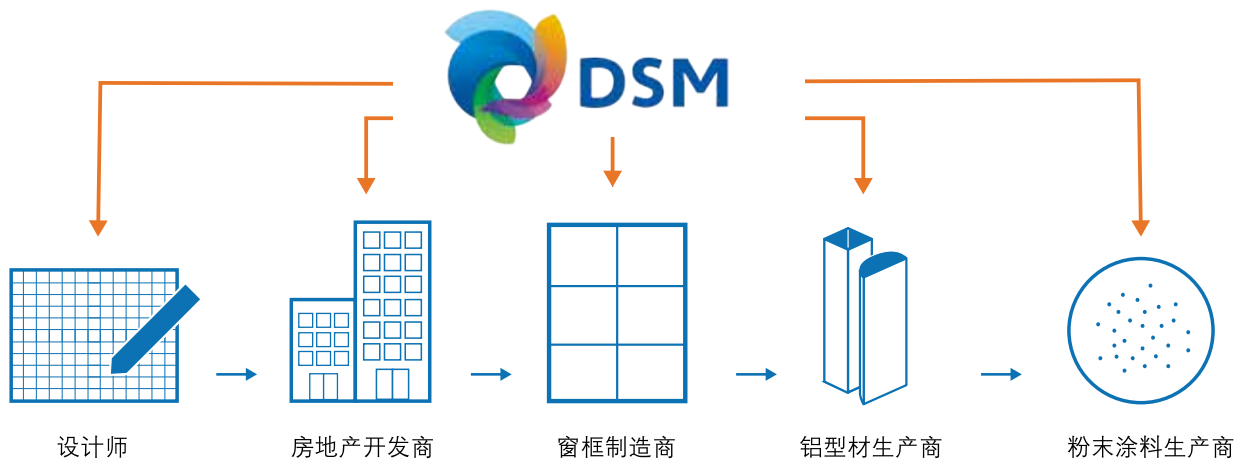 DSM
设计师
房地产开发商
窗框制造商
铝型材生产商
粉末涂料生产商